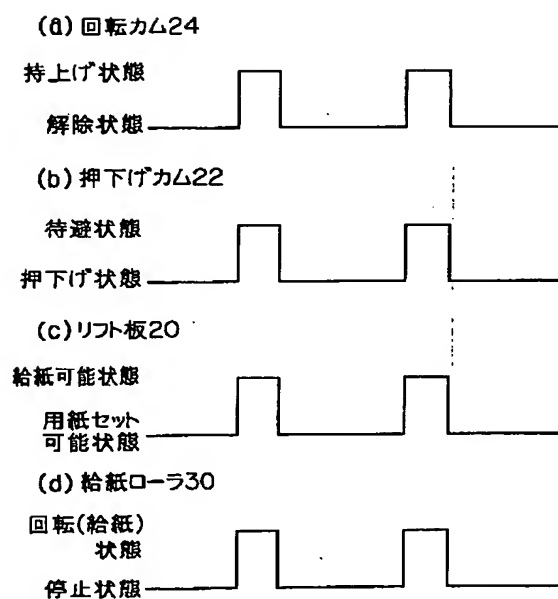 (a) 回転カム24
持上げ状態
解除状態
(b) 押下げカム22
待避状態
押下げ状態
(c) リフト板20
給紙可能状態
用紙セット
可能状態
(d) 給紙ローラ30
回転(給紙)
状態
停止状態